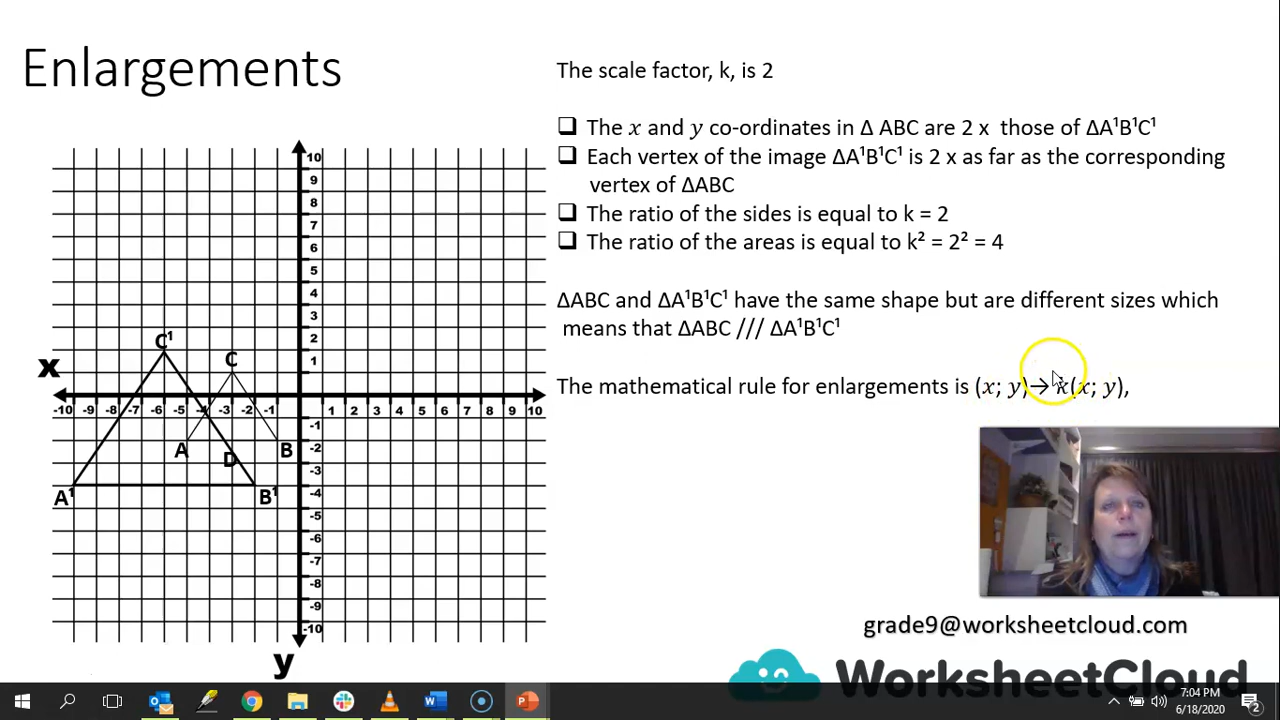 Enlargements
The scale factor, k, is 2
❑ The x and y co-ordinates in Δ ABC are 2 x those of ΔA¹B¹C¹
❑ Each vertex of the image ΔA¹B¹C¹ is 2 x as far as the corresponding
vertex of ΔABC
❑ The ratio of the sides is equal to k = 2
❑ The ratio of the areas is equal to k² = 2² = 4
ΔABC and ΔA¹B¹C¹ have the same shape but are different sizes which
means that ΔABC /// ΔA¹B¹C¹
The mathematical rule for enlargements is (x; y)→ k(x; y),
10
9
8
7
6
5
4
3
2
1
C¹
C
x
-10 -9 -8 -7 -6 -5 -4 -3 -2 -1 1 2 3 4 5 6 7 8 9 10
-1
A B -2
D -3
A¹ B¹ -4
-5
-6
-7
-8
-9
-10
y
grade9@worksheetcloud.com
WorksheetCloud
7:04 PM
6/18/2020
2